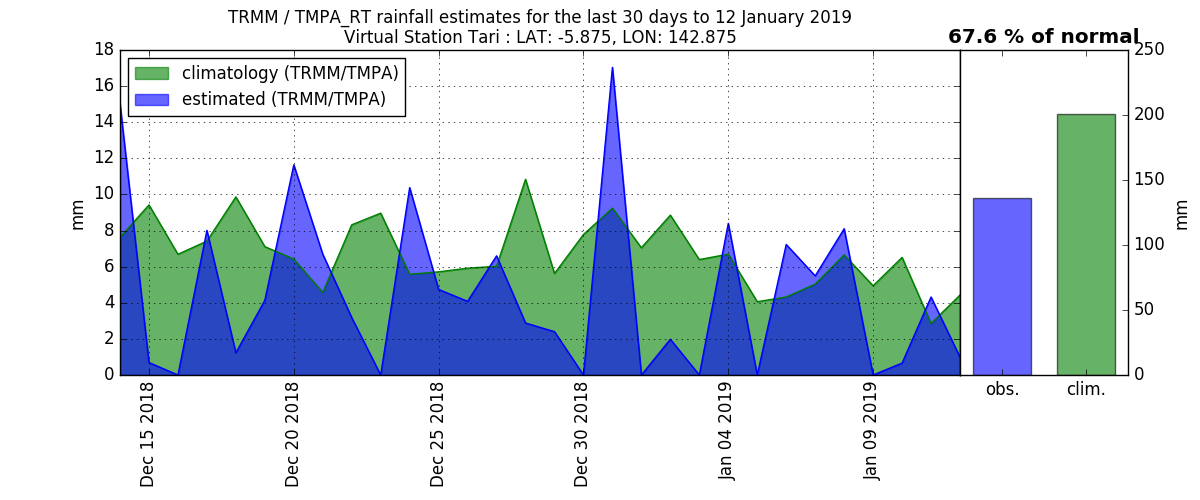 TRMM / TMPA_RT rainfall estimates for the last 30 days to 12 January 2019
Virtual Station Tari : LAT: -5.875, LON: 142.875
67.6 % of normal
climatology (TRMM/TMPA)
estimated (TRMM/TMPA)
18
16
14
12
10
8
6
4
2
0
mm
Dec 15 2018
Dec 20 2018
Dec 25 2018
Dec 30 2018
Jan 04 2019
Jan 09 2019
obs.
clim.
250
200
150
100
50
0
mm